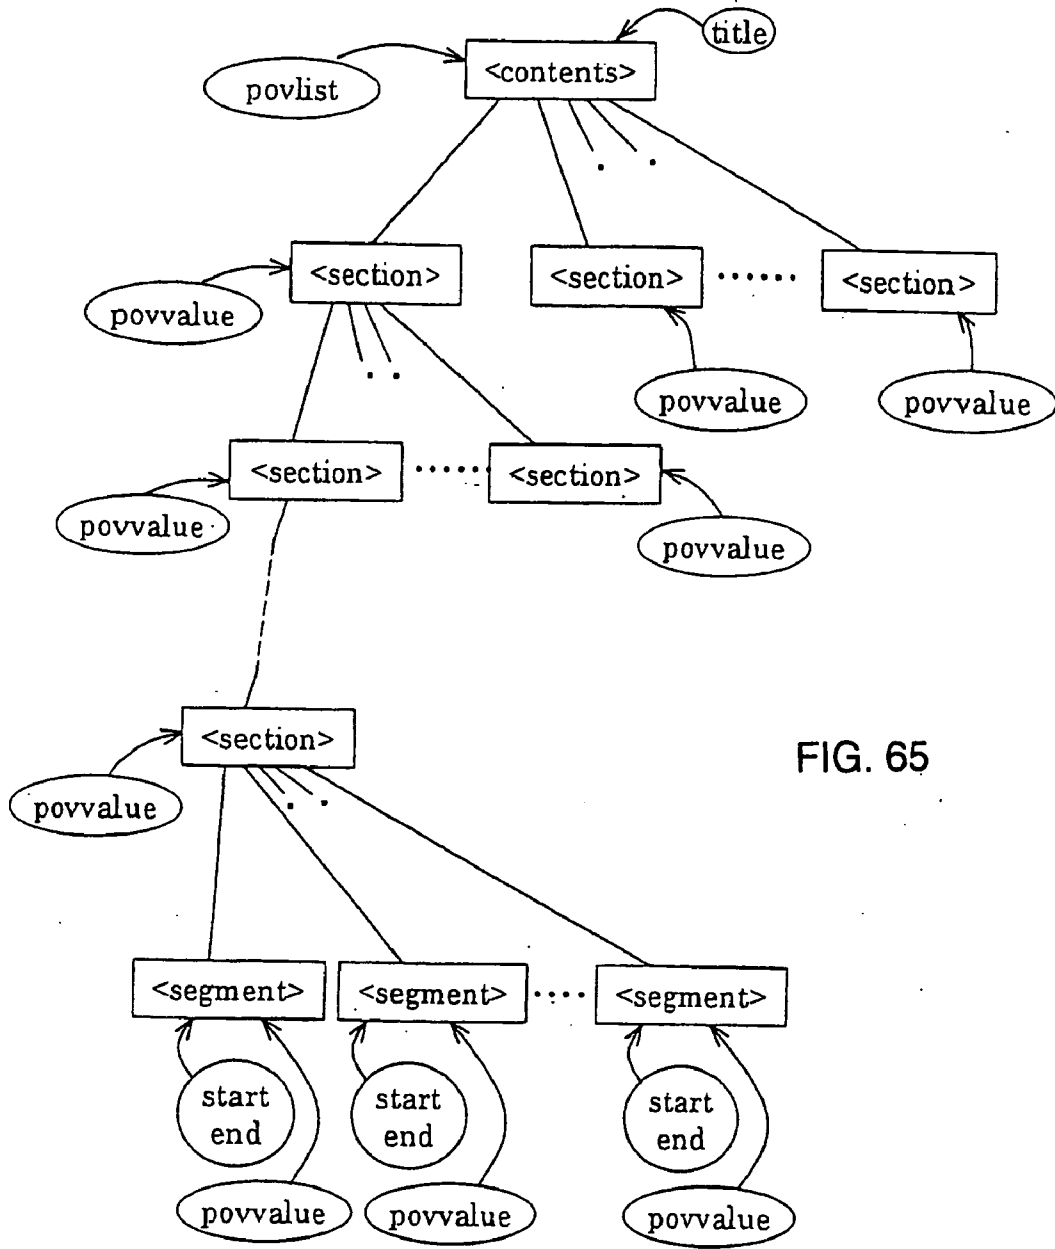 title
<contents>
povlist
<section>
<section>
<section>
povvalue
povvalue
povvalue
<section>
<section>
povvalue
povvalue
<section>
FIG. 65
povvalue
<segment>
<segment>
<segment>
start
end
start
end
start
end
povvalue
povvalue
povvalue